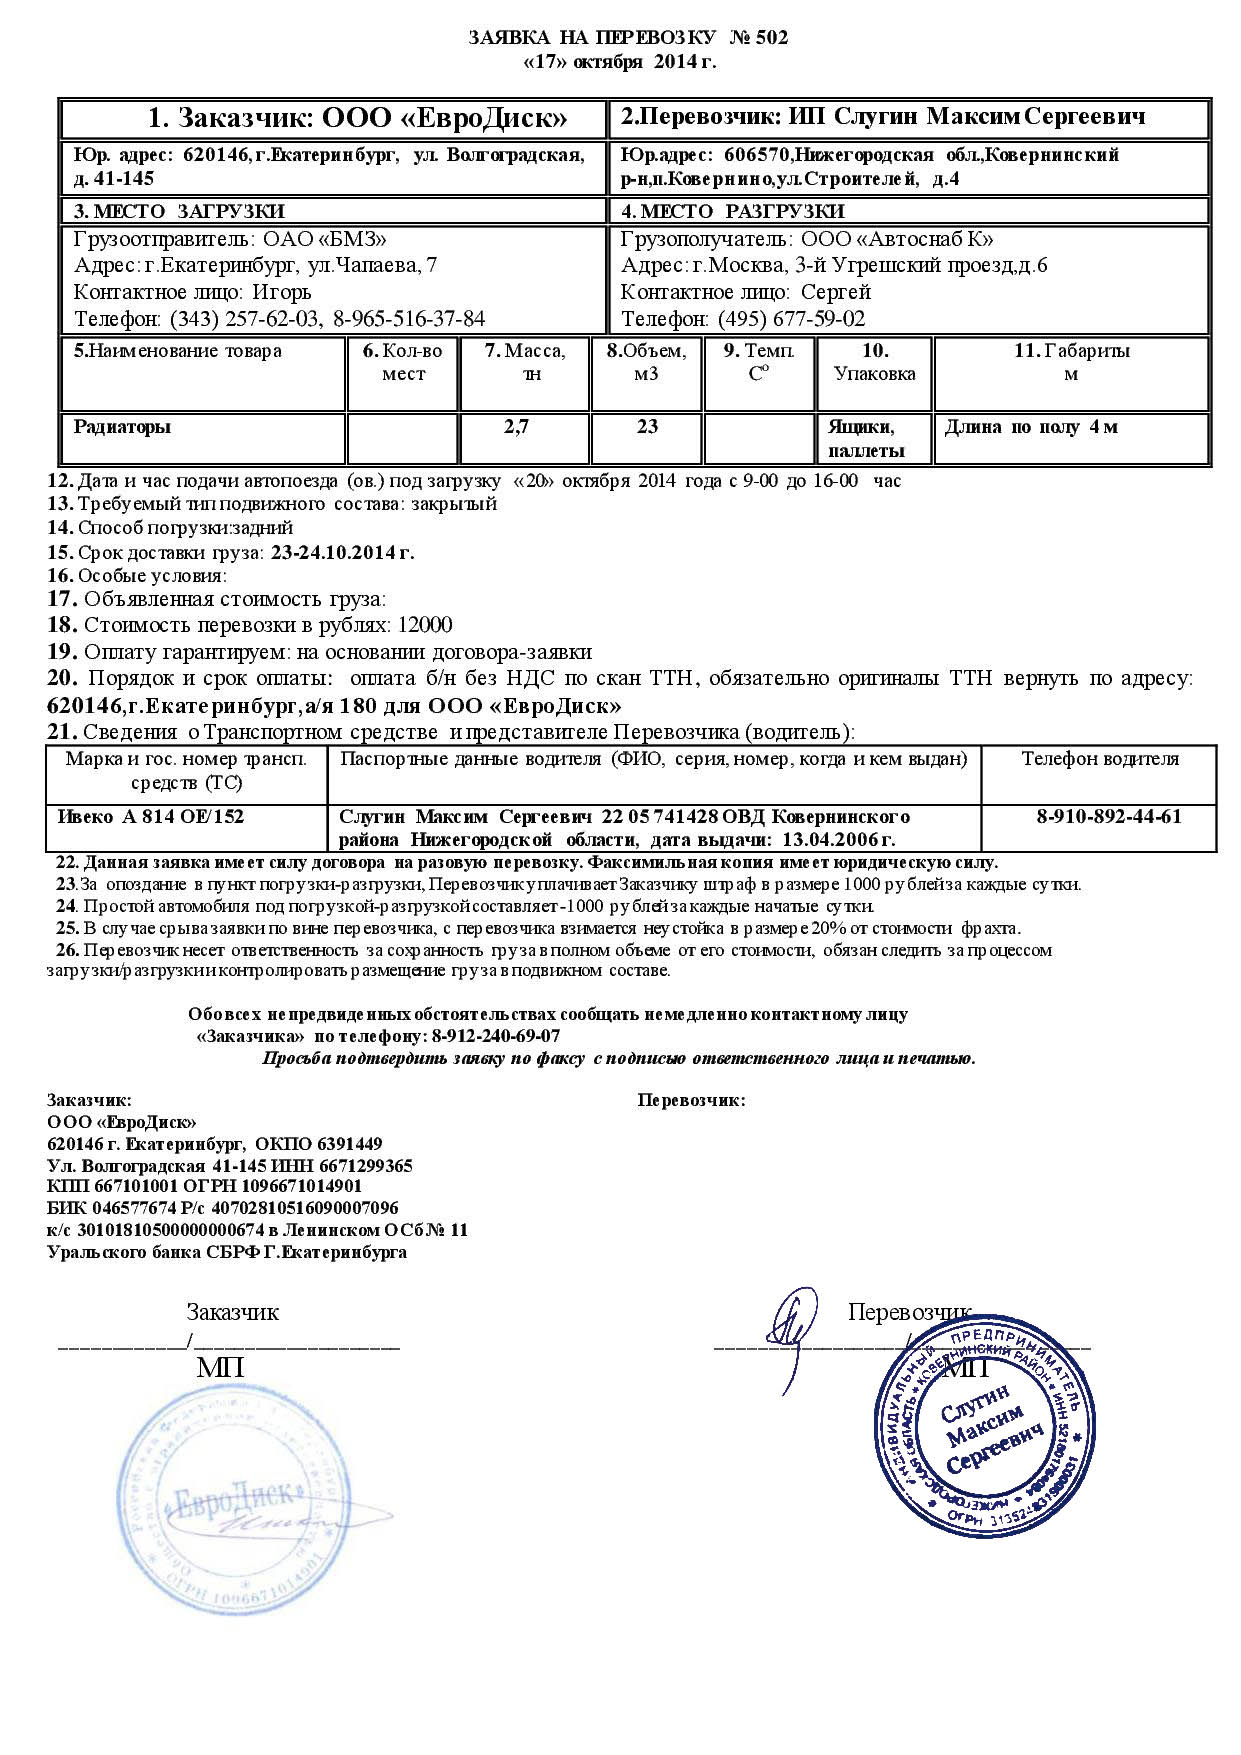 ЗАЯВКА НА ПЕРЕВОЗКУ № 502
«17» октября 2014 г.
1. Заказчик: ООО «ЕвроДиск»
2.Перевозчик: ИП Слугин Максим Сергеевич
Юр. адрес: 620146, г.Екатеринбург, ул. Волгоградская,
д. 41-145
Юр.адрес: 606570,Нижегородская обл.,Ковернинский
р-н,п.Ковернино,ул.Строителей, д.4
3. МЕСТО ЗАГРУЗКИ
4. МЕСТО РАЗГРУЗКИ
Грузоотправитель: ОАО «БМЗ»
Адрес: г.Екатеринбург, ул.Чапаева, 7
Контактное лицо: Игорь
Телефон: (343) 257-62-03, 8-965-516-37-84
Грузополучатель: ООО «Автоснаб К»
Адрес: г.Москва, 3-й Угрешский проезд,д.6
Контактное лицо: Сергей
Телефон: (495) 677-59-02
5.Наименование товара
6. Кол-во
мест
7. Масса,
тн
8.Объем,
м3
9. Темп.
С⁰
10.
Упаковка
11. Габариты
м
Радиаторы
2,7
23
Ящики,
паллеты
Длина по полу 4 м
12. Дата и час подачи автопоезда (ов.) под загрузку «20» октября 2014 года с 9-00 до 16-00 час
13. Требуемый тип подвижного состава: закрытый
14. Способ погрузки:задний
15. Срок доставки груза: 23-24.10.2014 г.
16. Особые условия:
17. Объявленная стоимость груза:
18. Стоимость перевозки в рублях: 12000
19. Оплату гарантируем: на основании договора-заявки
20. Порядок и срок оплаты: оплата б/н без НДС по скан ТТН, обязательно оригиналы ТТН вернуть по адресу:
620146,г.Екатеринбург,а/я 180 для ООО «ЕвроДиск»
21. Сведения о Транспортном средстве и представителе Перевозчика (водитель):
Марка и гос. номер трансп.
средств (ТС)
Паспортные данные водителя (ФИО, серия, номер, когда и кем выдан)
Телефон водителя
Ивеко А 814 ОЕ/152
Слугин Максим Сергеевич 22 05 741428 ОВД Ковернинского
района Нижегородской области, дата выдачи: 13.04.2006 г.
8-910-892-44-61
22. Данная заявка имеет силу договора на разовую перевозку. Факсимильная копия имеет юридическую силу.
23.За опоздание в пункт погрузки-разгрузки, Перевозчик уплачивает Заказчику штраф в размере 1000 рублей за каждые сутки.
24. Простой автомобиля под погрузкой-разгрузкой составляет -1000 рублей за каждые начатые сутки.
25. В случае срыва заявки по вине перевозчика, с перевозчика взимается неустойка в размере 20% от стоимости фрахта.
26. Перевозчик несет ответственность за сохранность груза в полном объеме от его стоимости, обязан следить за процессом
загрузки/разгрузки и контролировать размещение груза в подвижном составе.
Обо всех непредвиденных обстоятельствах сообщать немедленно контактному лицу
«Заказчика» по телефону: 8-912-240-69-07
Просьба подтвердить заявку по факсу с подписью ответственного лица и печатью.
Заказчик:
Перевозчик:
ООО «ЕвроДиск»
620146 г. Екатеринбург, ОКПО 6391449
Ул. Волгоградская 41-145 ИНН 6671299365
КПП 667101001 ОГРН 1096671014901
БИК 046577674 Р/с 40702810516090007096
к/с 30101810500000000674 в Ленинском ОСб № 11
Уральского банка СБРФ Г.Екатеринбурга
Заказчик
Перевозчик
____________/___________________
__________________/_________________
МП
МП
«ЕвроДиск»
ОГРН 1096671014901
ИНДИВИДУАЛЬНЫЙ ПРЕДПРИНИМАТЕЛЬ
КОВЕРНИНСКИЙ РАЙОН
НИЖЕГОРОДСКАЯ ОБЛАСТЬ
Слугин
Максим
Сергеевич